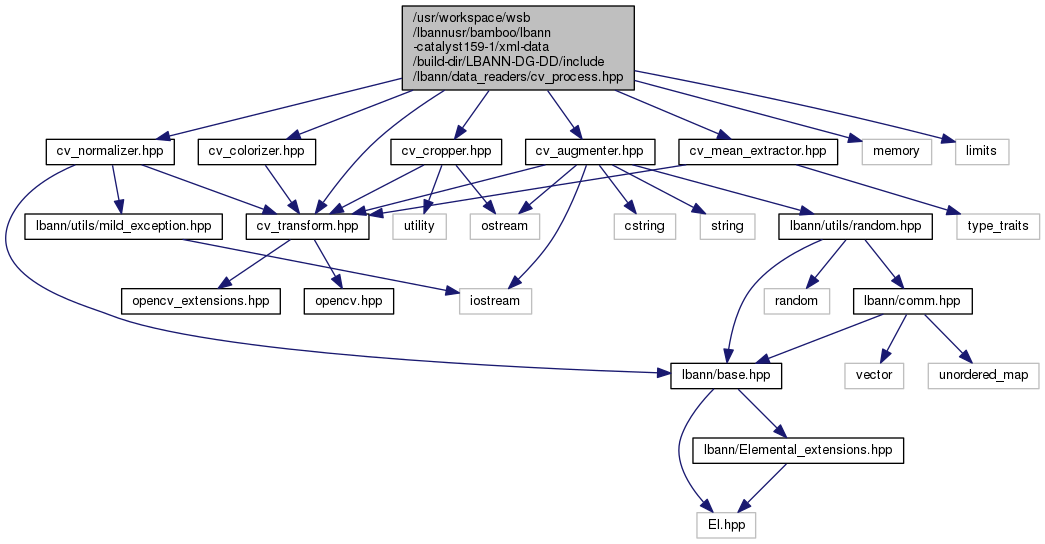 /usr/workspace/wsb
/lbannusr/bamboo/lbann
-catalyst159-1/xml-data
/build-dir/LBANN-DG-DD/include
/lbann/data_readers/cv_process.hpp
cv_normalizer.hpp
cv_colorizer.hpp
cv_cropper.hpp
cv_augmenter.hpp
cv_mean_extractor.hpp
memory
limits
lbann/utils/mild_exception.hpp
cv_transform.hpp
utility
ostream
cstring
string
lbann/utils/random.hpp
type_traits
opencv_extensions.hpp
opencv.hpp
iostream
random
lbann/comm.hpp
lbann/base.hpp
vector
unordered_map
lbann/Elemental_extensions.hpp
El.hpp